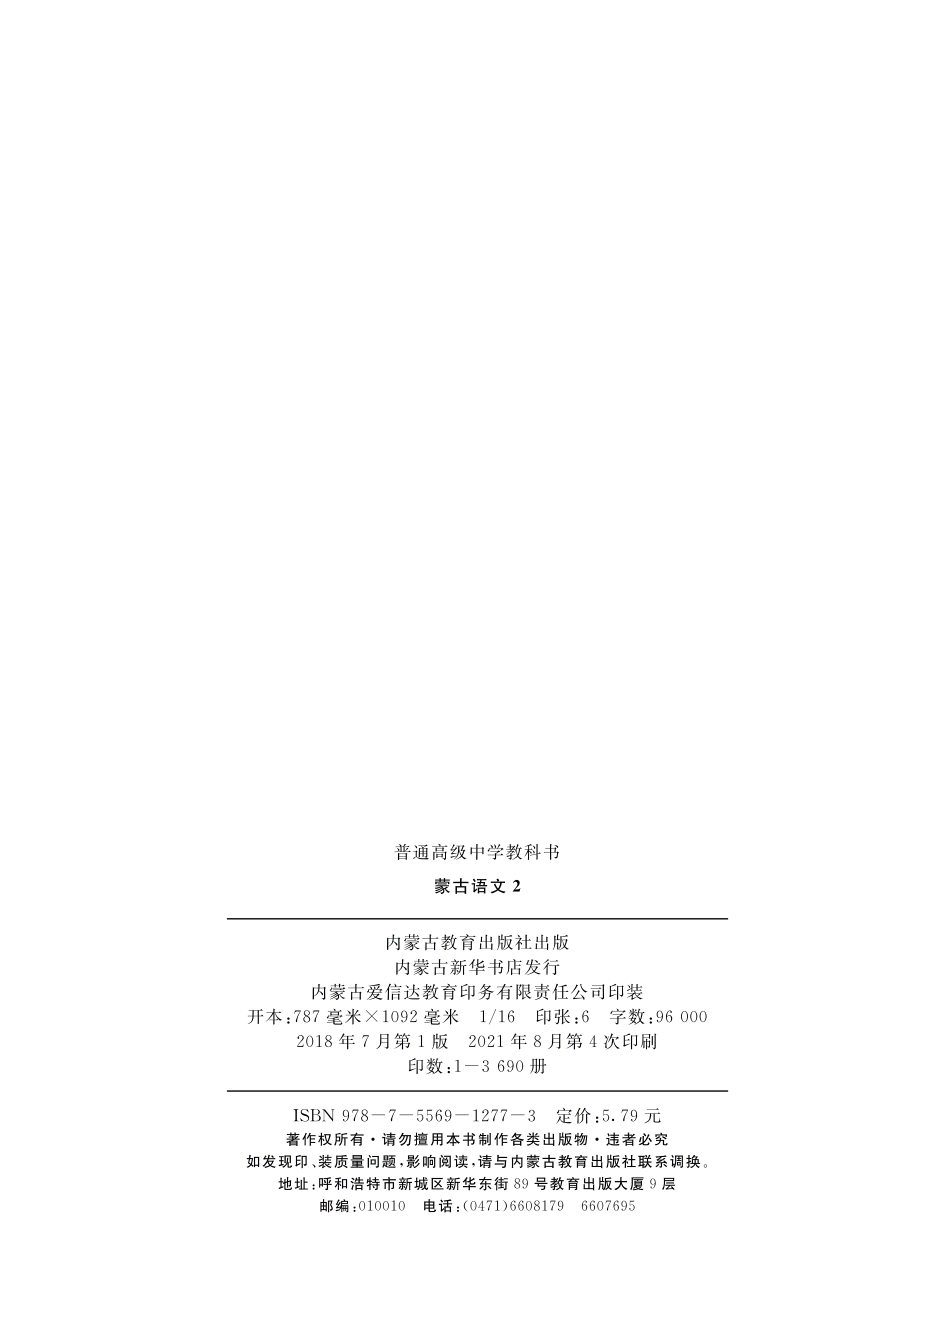 普通高级中学教科书
蒙古语文 2
内蒙古教育出版社出版
内蒙古新华书店发行
内蒙古爱信达教育印务有限责任公司印装
开本:787 毫米×1092 毫米　1/16　印张:6　字数:96 000
2018 年 7 月第 1 版　2021 年 8 月第 4 次印刷
印数:1—3 690 册
ISBN 978-7-5569-1277-3　定价:5.79 元
著作权所有·请勿擅用本书制作各类出版物·违者必究
如发现印、装质量问题,影响阅读,请与内蒙古教育出版社联系调换。
地址:呼和浩特市新城区新华东街 89 号教育出版大厦 9 层
邮编:010010　电话:(0471)6608179　6607695